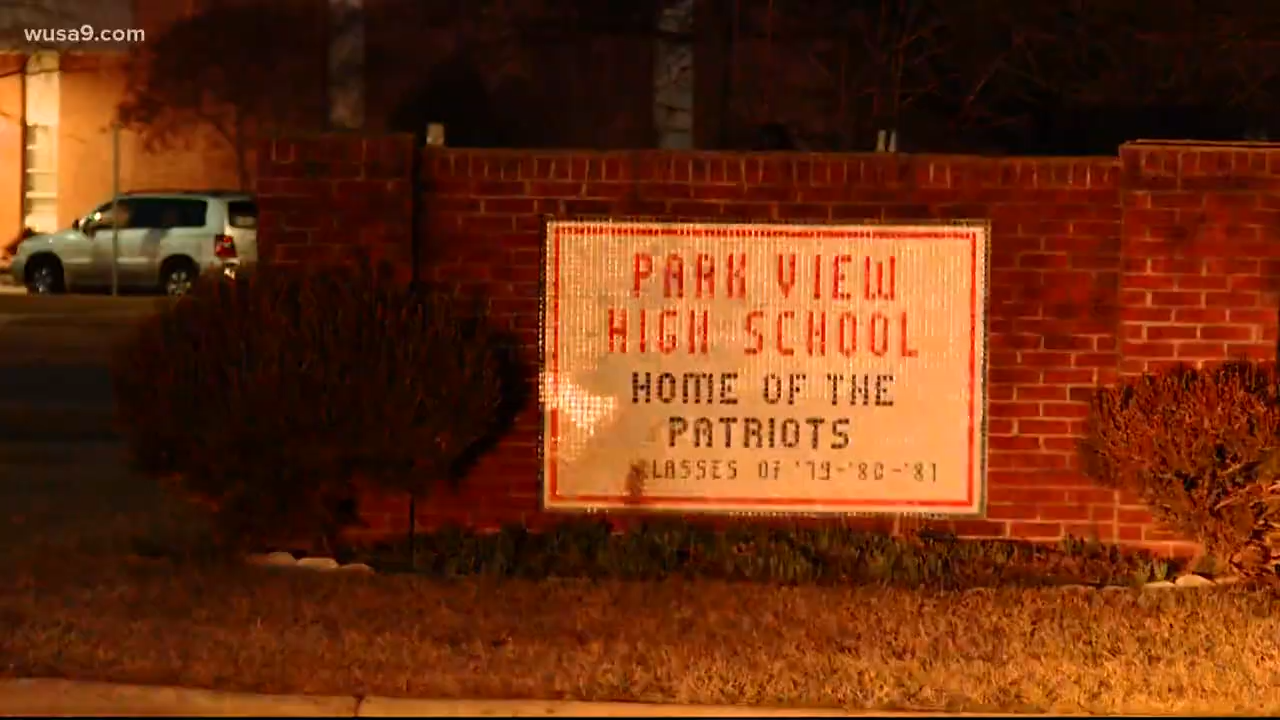 wusa9.com
PARK VIEW
HIGH SCHOOL
HOME OF THE
PATRIOTS
CLASSES OF '79-'80-'81